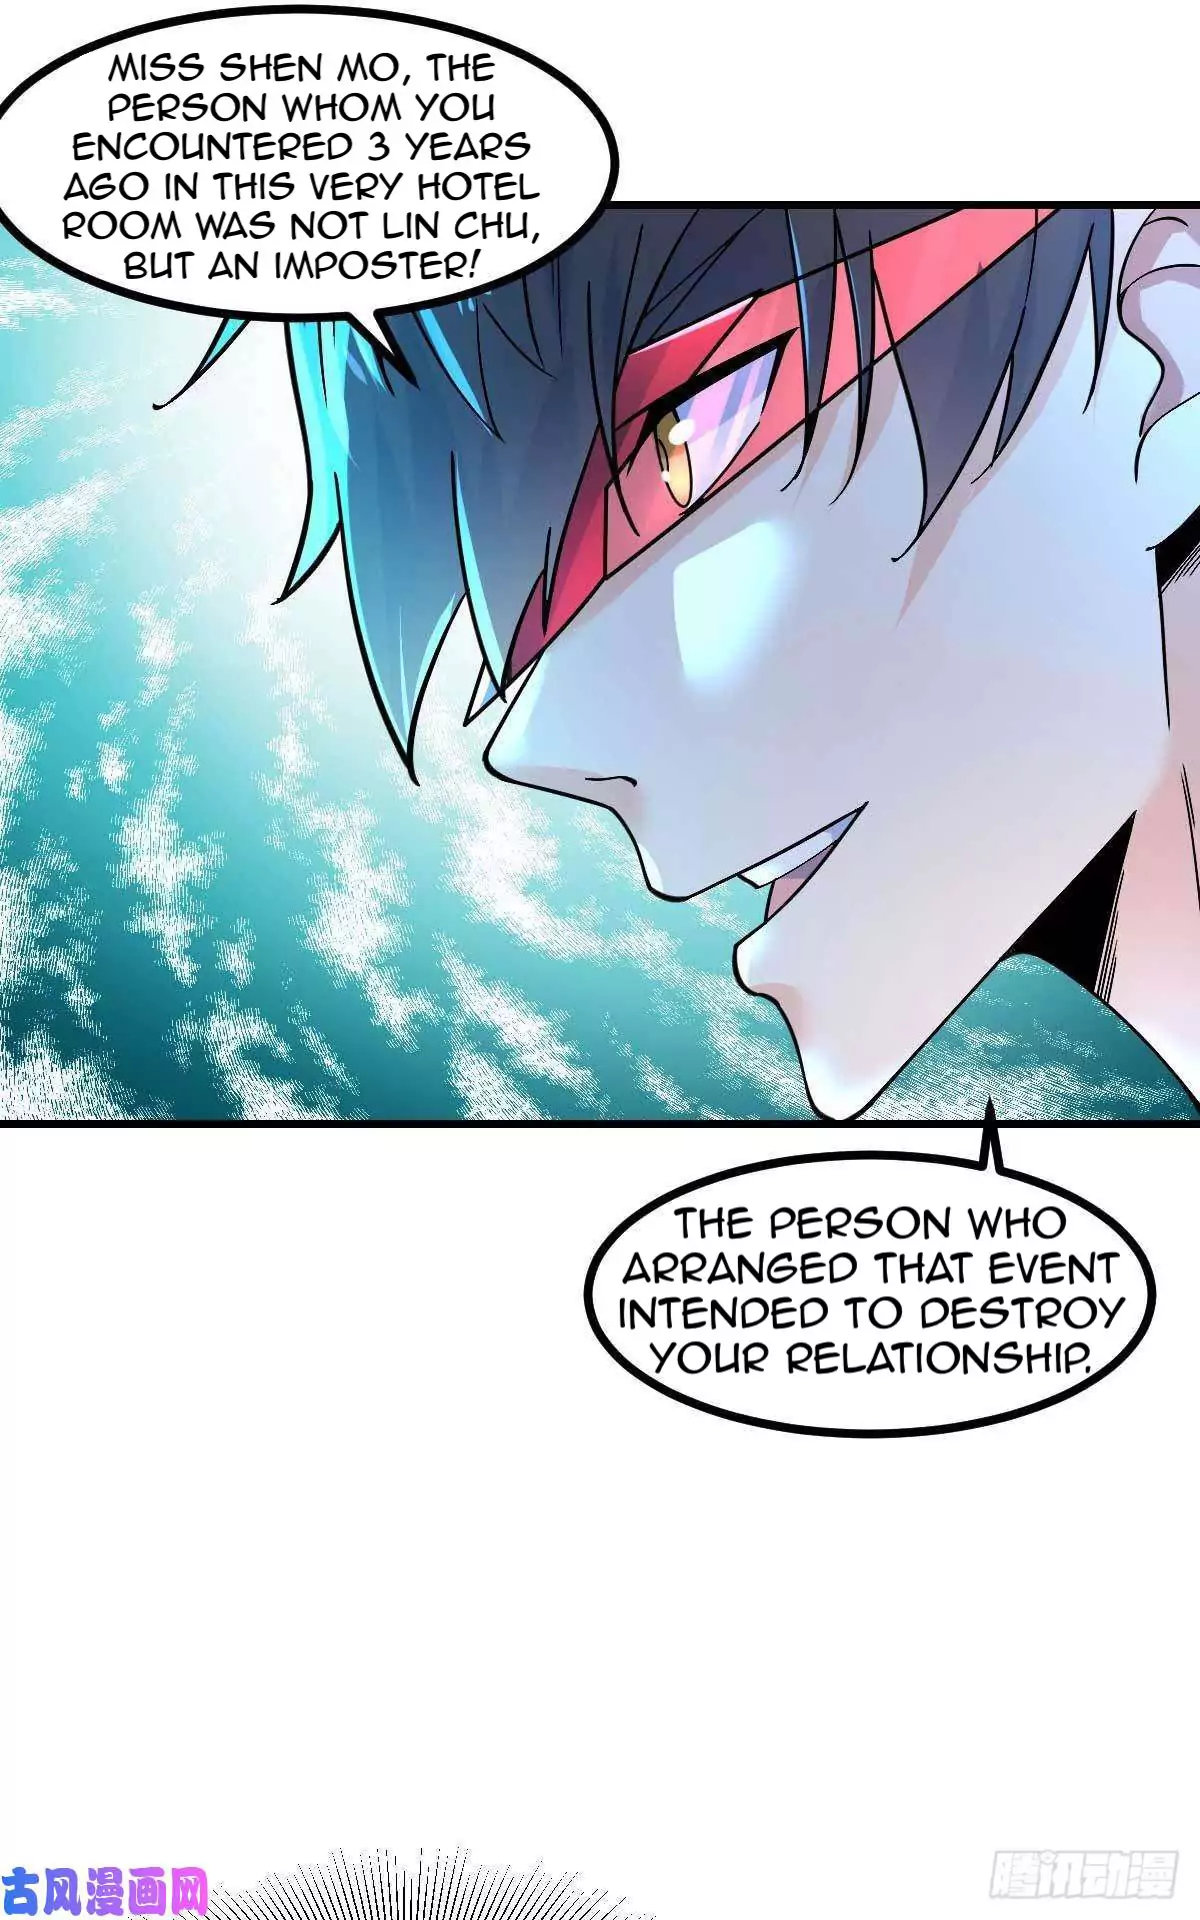 MISS SHEN MO, THE
PERSON WHOM YOU
ENCOUNTERED 3 YEARS
AGO IN THIS VERY HOTEL
ROOM WAS NOT LIN CHU,
BUT AN IMPOSTER!
THE PERSON WHO
ARRANGED THAT EVENT
INTENDED TO DESTROY
YOUR RELATIONSHIP.
古风漫画网
腾讯动漫